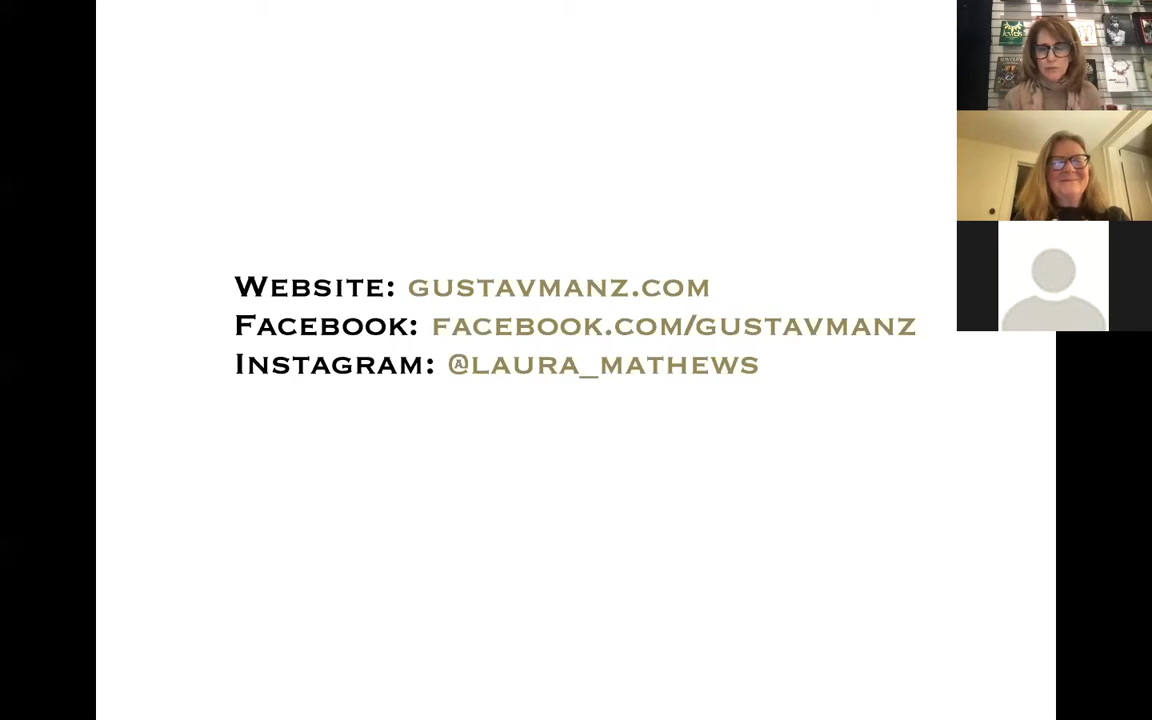 Website: gustavmanz.com
Facebook: facebook.com/gustavmanz
Instagram: @laura_mathews